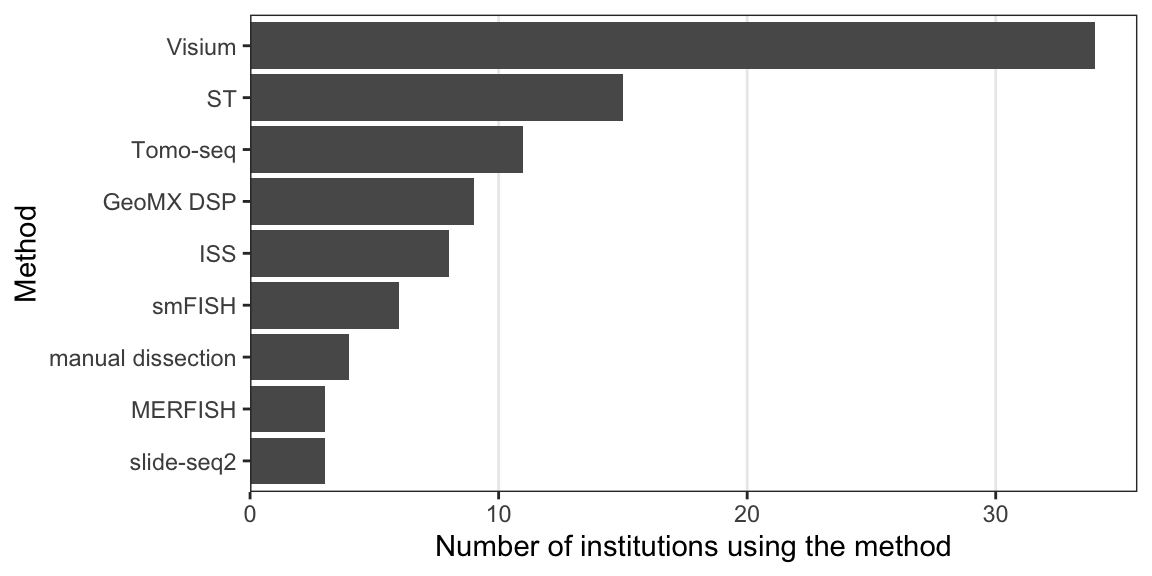 Method
Visium
ST
Tomo-seq
GeoMX DSP
ISS
smFISH
manual dissection
MERFISH
slide-seq2
0 10 20 30
Number of institutions using the method